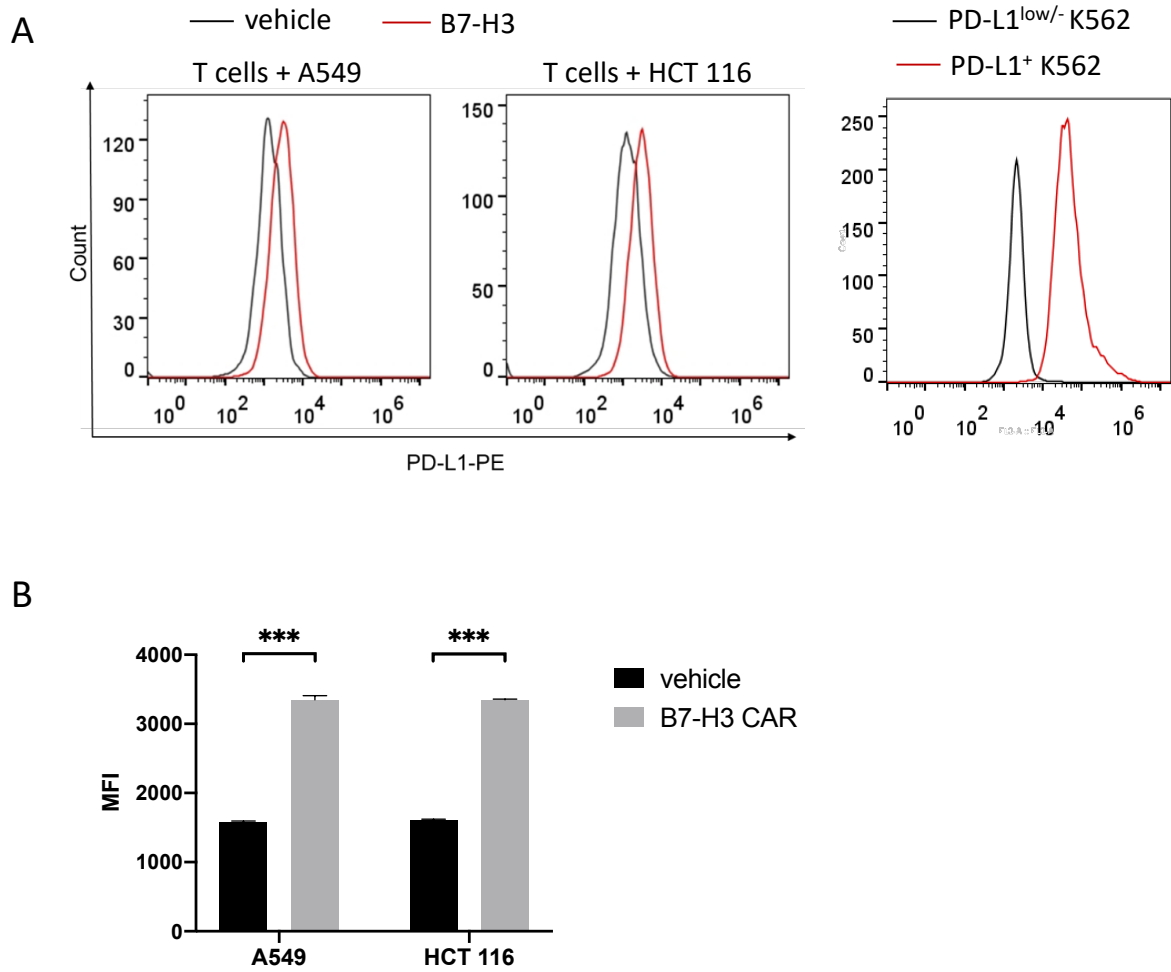 A
vehicle
B7-H3
PD-L1low/- K562
PD-L1+ K562
T cells + A549
T cells + HCT 116
Count
120
90
60
30
0
10^0 10^2 10^4 10^6
150
100
50
0
10^0 10^2 10^4 10^6
250
200
150
100
50
0
10^0 10^2 10^4 10^6
PD-L1-PE
B
***
***
MFI
4000
3000
2000
1000
0
A549
HCT 116
vehicle
B7-H3 CAR